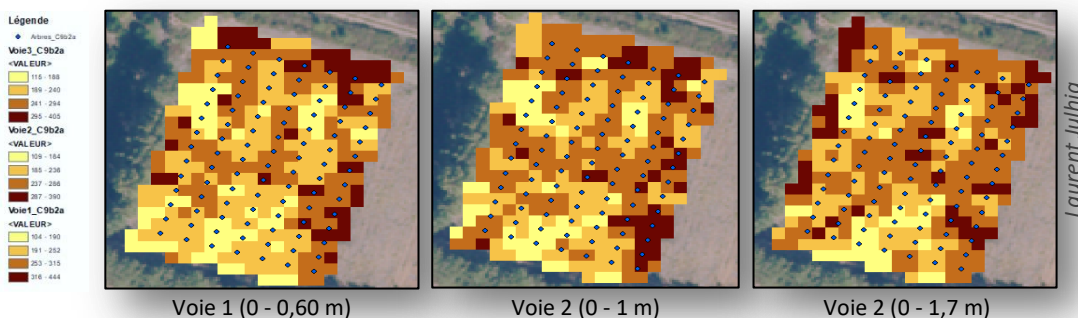 Légende
Arbres_C9b2a
Voie3_C9b2a
<VALEUR>
115 - 188
189 - 240
241 - 294
295 - 405
Voie2_C9b2a
<VALEUR>
109 - 184
185 - 236
237 - 286
287 - 390
Voie1_C9b2a
<VALEUR>
104 - 190
191 - 252
253 - 315
316 - 444
Voie 1 (0 - 0,60 m)
Voie 2 (0 - 1 m)
Voie 2 (0 - 1,7 m)
Laurent Julhia